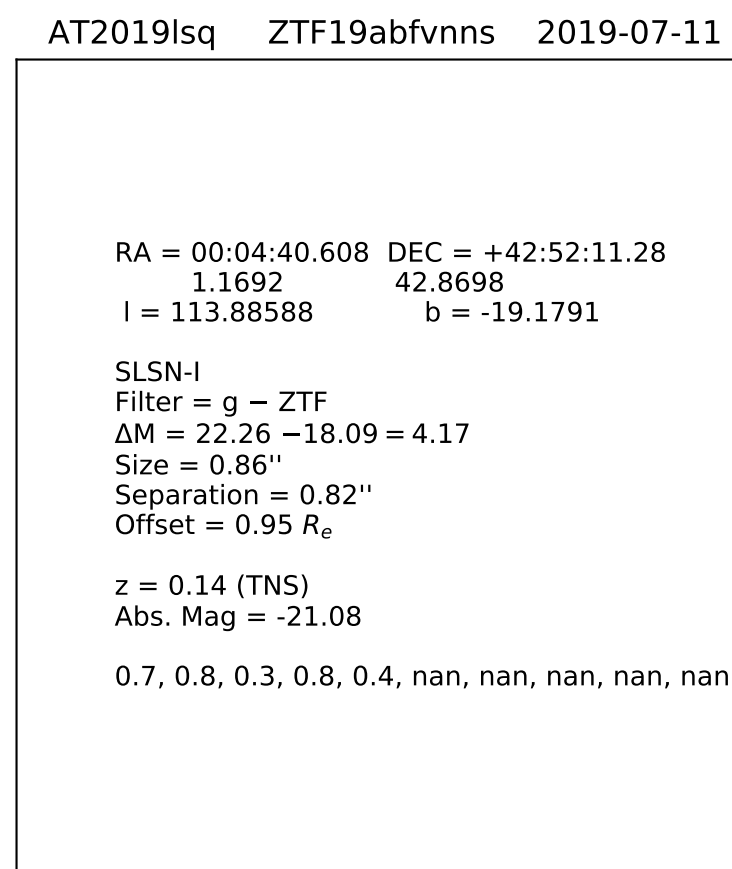 AT2019lsq ZTF19abfvnns 2019-07-11
RA = 00:04:40.608 DEC = +42:52:11.28
1.1692 42.8698
l = 113.88588 b = -19.1791
SLSN-I
Filter = g − ZTF
ΔM = 22.26 −18.09 = 4.17
Size = 0.86''
Separation = 0.82''
Offset = 0.95 Re
z = 0.14 (TNS)
Abs. Mag = -21.08
0.7, 0.8, 0.3, 0.8, 0.4, nan, nan, nan, nan, nan